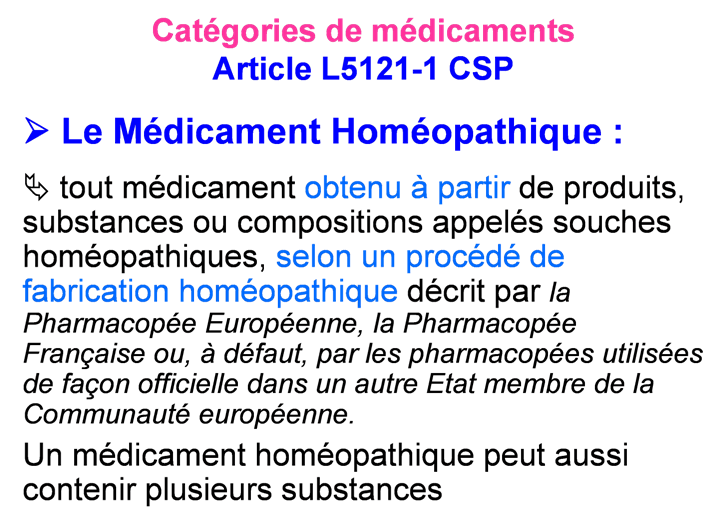 Catégories de médicaments
Article L5121-1 CSP
➢ Le Médicament Homéopathique :
tout médicament obtenu à partir de produits,
substances ou compositions appelés souches
homéopathiques, selon un procédé de
fabrication homéopathique décrit par la
Pharmacopée Européenne, la Pharmacopée
Française ou, à défaut, par les pharmacopées utilisées
de façon officielle dans un autre Etat membre de la
Communauté européenne.
Un médicament homéopathique peut aussi
contenir plusieurs substances